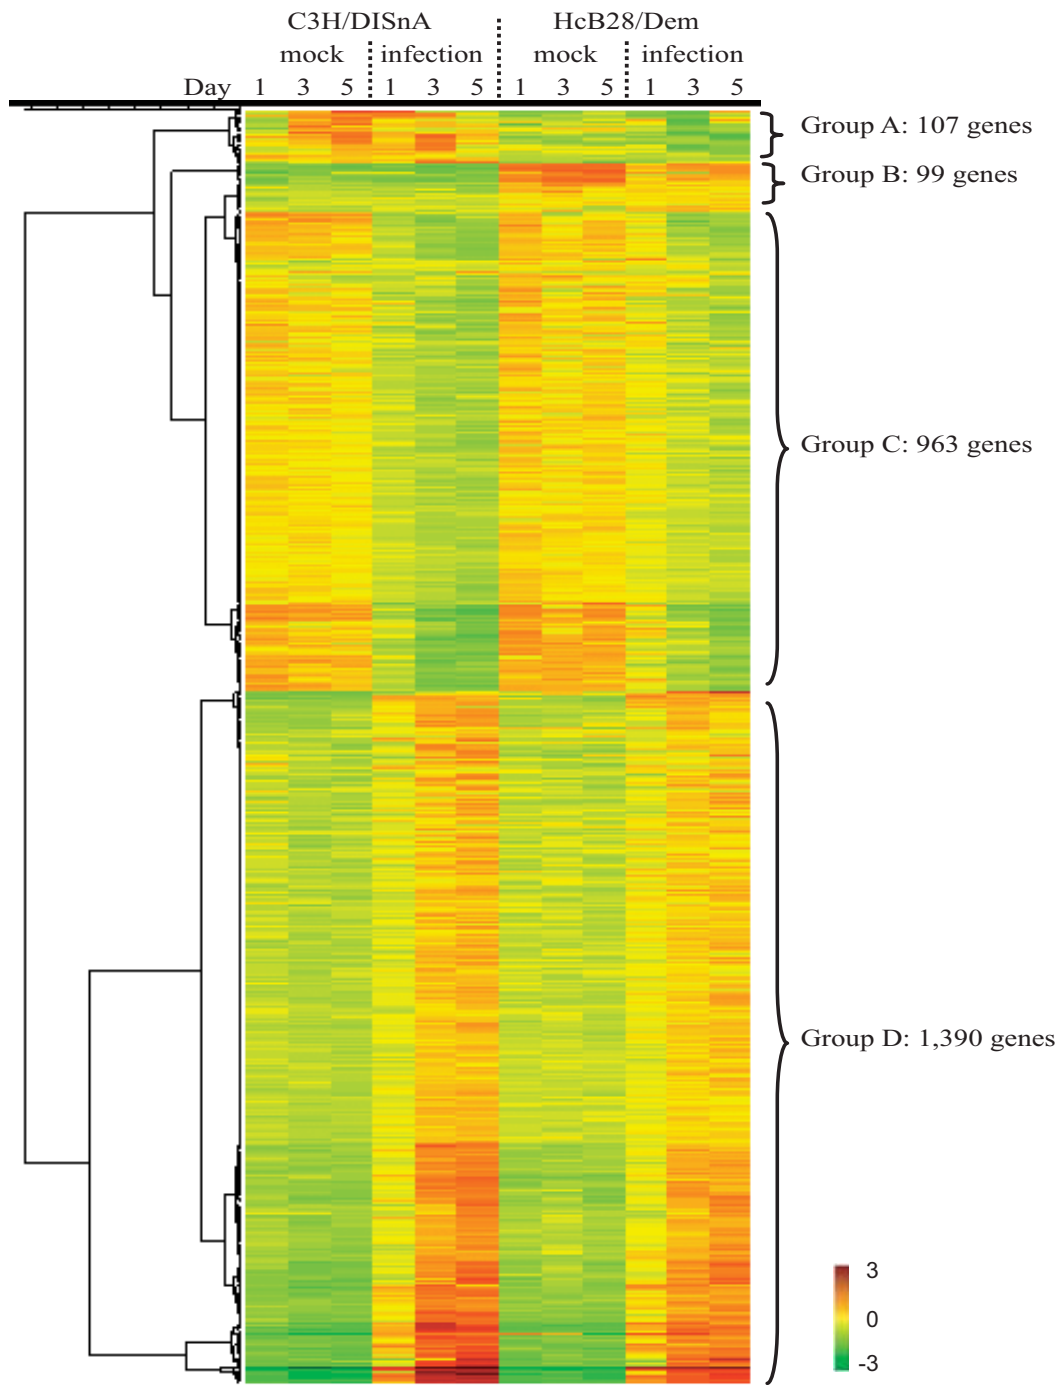 C3H/DISnA HcB28/Dem
mock infection mock infection
Day 1 3 5 1 3 5 1 3 5 1 3 5
Group A: 107 genes
Group B: 99 genes
Group C: 963 genes
Group D: 1,390 genes
3
0
-3